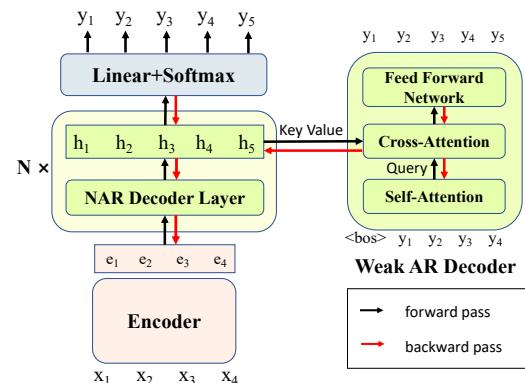 y₁ y₂ y₃ y₄ y₅
Linear+Softmax
N ×
h₁ h₂ h₃ h₄ h₅
NAR Decoder Layer
e₁ e₂ e₃ e₄
Encoder
x₁ x₂ x₃ x₄
Key Value
y₁ y₂ y₃ y₄ y₅
Feed Forward
Network
Cross-Attention
Query
Self-Attention
<bos> y₁ y₂ y₃ y₄
Weak AR Decoder
forward pass
backward pass